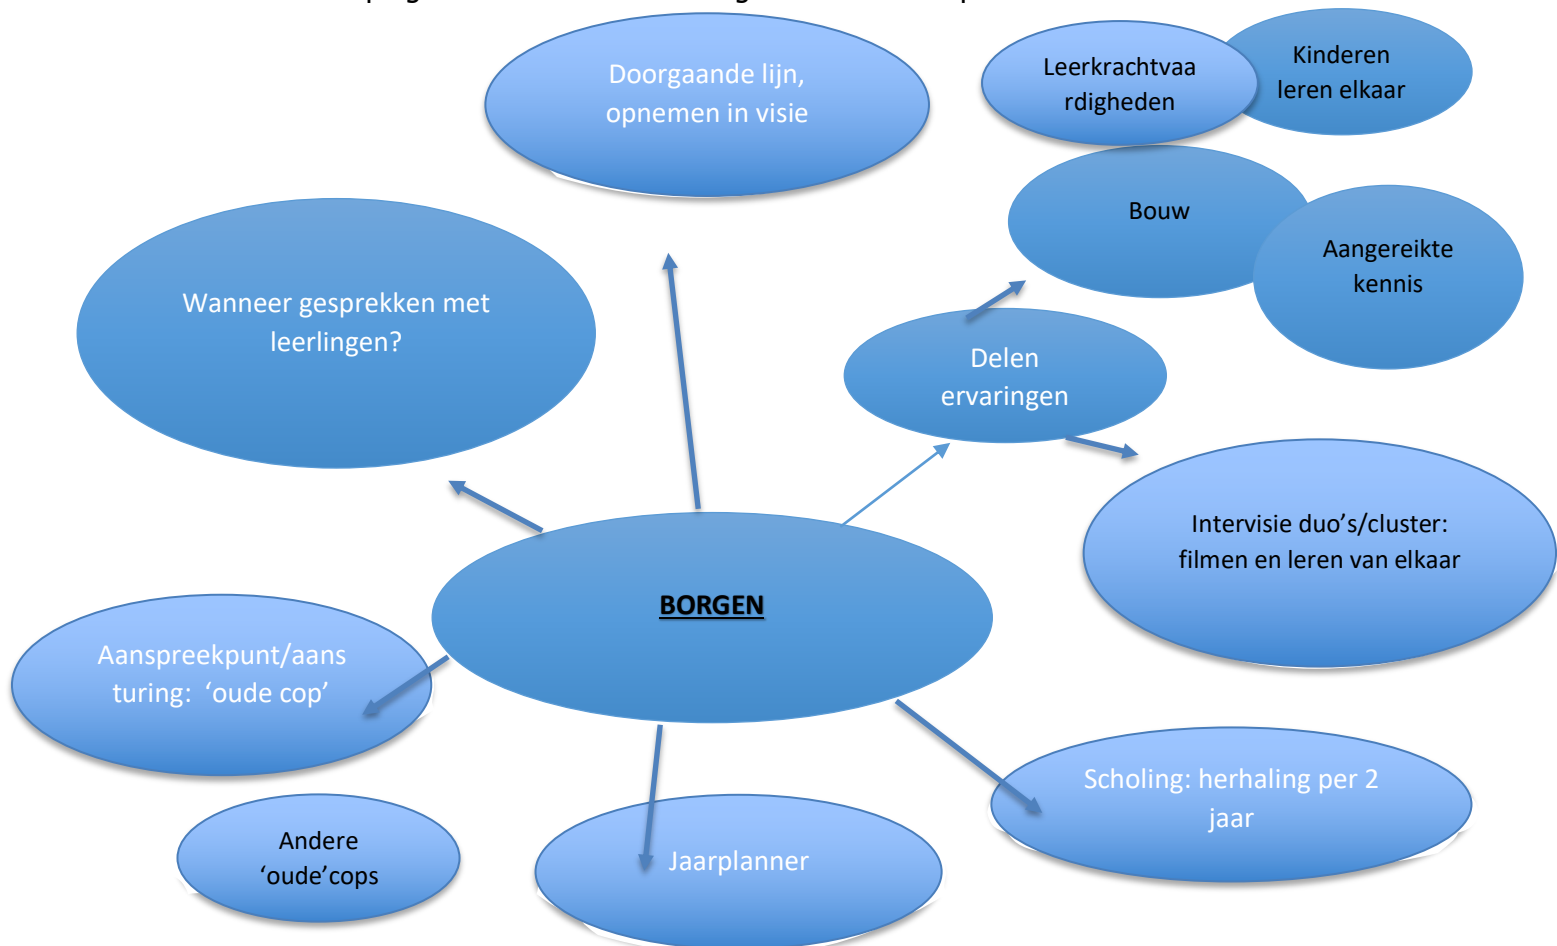 Doorgaande lijn,
opnemen in visie
Leerkrachtvaa
rdigheden
Kinderen
leren elkaar
Bouw
Aangereikte
kennis
Wanneer gesprekken met
leerlingen?
Delen
ervaringen
Intervisie duo’s/cluster:
filmen en leren van elkaar
BORGEN
Aanspreekpunt/aans
turing:  ‘oude cop’
Andere
‘oude’cops
Jaarplanner
Scholing: herhaling per 2
jaar